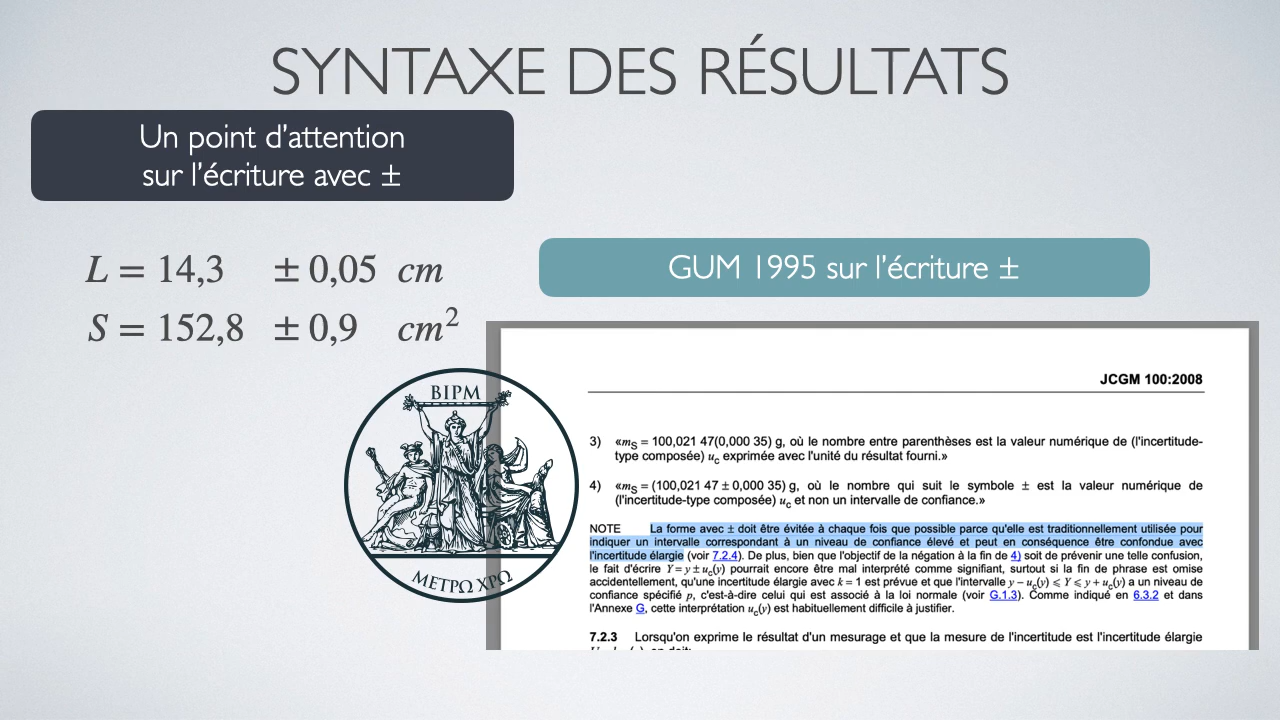 SYNTAXE DES RÉSULTATS
Un point d’attention
sur l’écriture avec ±
L = 14,3 ± 0,05 cm
S = 152,8 ± 0,9 cm²
GUM 1995 sur l’écriture ±
BIPM
ΜΕΤΡΩ ΧΡΩ
JCGM 100:2008
3) «mS = 100,021 47(0,000 35) g, où le nombre entre parenthèses est la valeur numérique de (l'incertitude-
type composée) uc exprimée avec l'unité du résultat fourni.»
4) «mS = (100,021 47 ± 0,000 35) g, où le nombre qui suit le symbole ± est la valeur numérique de
(l'incertitude-type composée) uc et non un intervalle de confiance.»
NOTE La forme avec ± doit être évitée à chaque fois que possible parce qu'elle est traditionnellement utilisée pour
indiquer un intervalle correspondant à un niveau de confiance élevé et peut en conséquence être confondue avec
l'incertitude élargie (voir 7.2.4). De plus, bien que l'objectif de la négation à la fin de 4) soit de prévenir une telle confusion,
le fait d'écrire Y = y ± uc(y) pourrait encore être mal interprété comme signifiant, surtout si la fin de phrase est omise
accidentellement, qu'une incertitude élargie avec k = 1 est prévue et que l'intervalle y − uc(y) ⩽ Y ⩽ y + uc(y) a un niveau de
confiance spécifié p, c'est-à-dire celui qui est associé à la loi normale (voir G.1.3). Comme indiqué en 6.3.2 et dans
l'Annexe G, cette interprétation uc(y) est habituellement difficile à justifier.
7.2.3 Lorsqu'on exprime le résultat d'un mesurage et que la mesure de l'incertitude est l'incertitude élargie